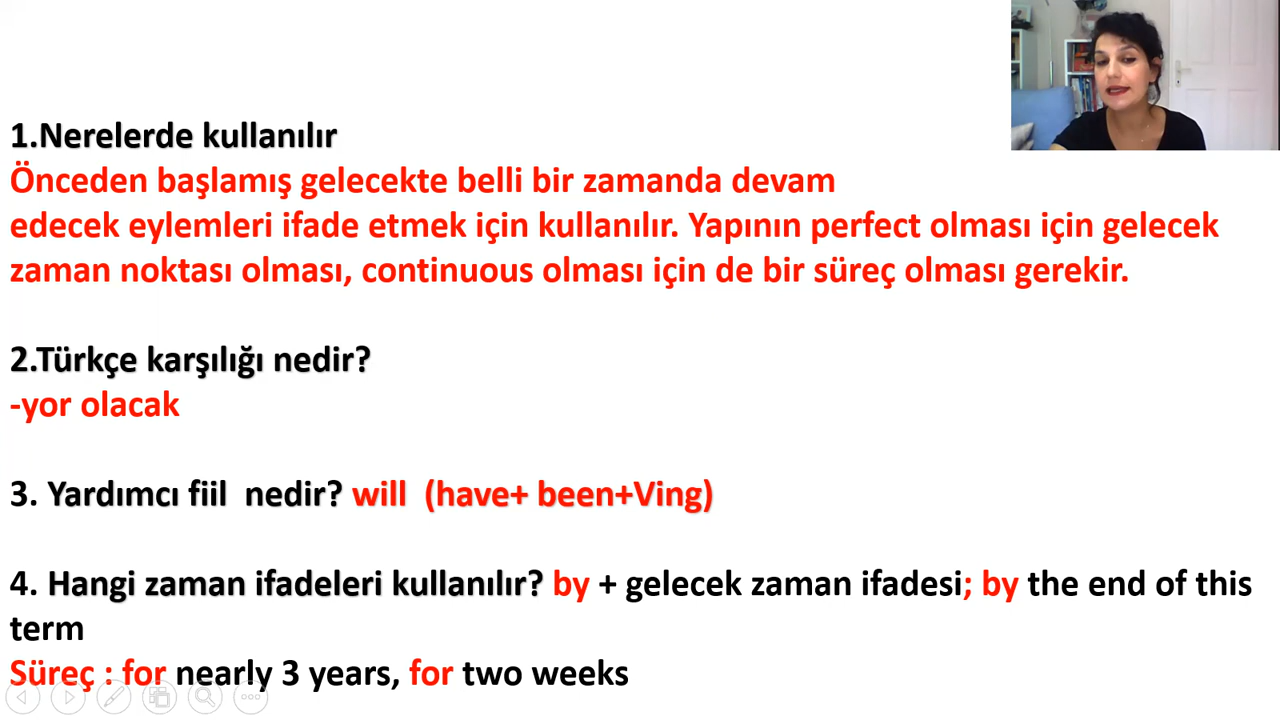 1.Nerelerde kullanılır
Önceden başlamış gelecekte belli bir zamanda devam
edecek eylemleri ifade etmek için kullanılır. Yapının perfect olması için gelecek
zaman noktası olması, continuous olması için de bir süreç olması gerekir.
2.Türkçe karşılığı nedir?
-yor olacak
3. Yardımcı fiil nedir? will (have+ been+Ving)
4. Hangi zaman ifadeleri kullanılır? by + gelecek zaman ifadesi; by the end of this
term
Süreç : for nearly 3 years, for two weeks